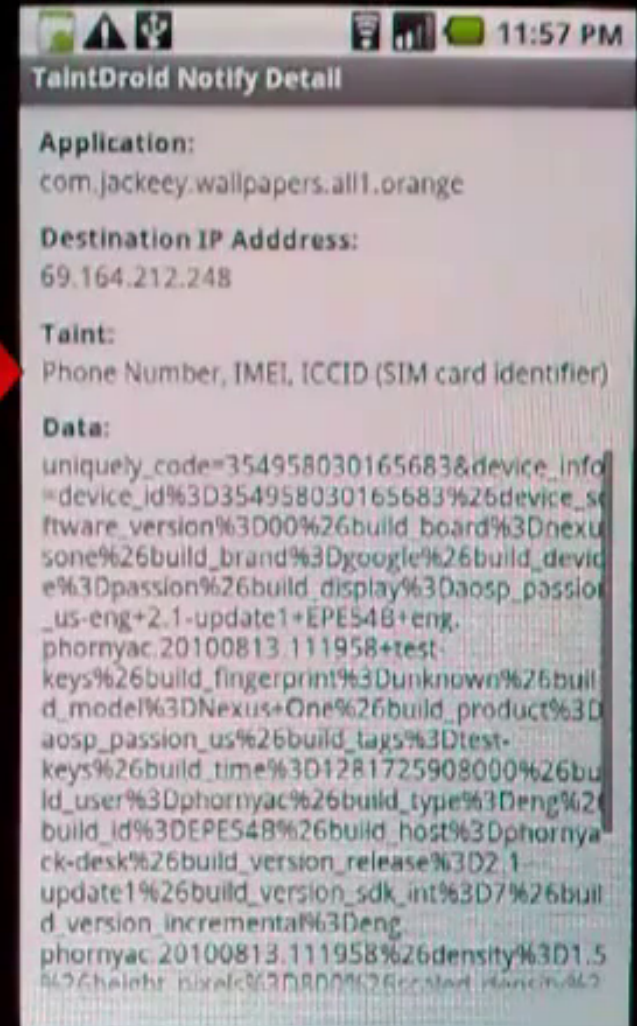 11:57 PM
TaintDroid Notify Detail
Application:
com.jackeey.wallpapers.all1.orange
Destination IP Adddress:
69.164.212.248
Taint:
Phone Number, IMEI, ICCID (SIM card identifier)
Data:
uniquely_code=354958030165683&device_info
=device_id%3D354958030165683%26device_so
ftware_version%3D00%26build_board%3Dnexu
sone%26build_brand%3Dgoogle%26build_devic
e%3Dpassion%26build_display%3Daosp_passion
_us-eng+2.1-update1+EPE54B+eng.
phornyac.20100813.111958+test-
keys%26build_fingerprint%3Dunknown%26buil
d_model%3DNexus+One%26build_product%3D
aosp_passion_us%26build_tags%3Dtest-
keys%26build_time%3D1281725908000%26bu
ild_user%3Dphornyac%26build_type%3Deng%26
build_id%3DEPE54B%26build_host%3Dphornya
ck-desk%26build_version_release%3D2.1-
update1%26build_version_sdk_int%3D7%26buil
d_version_incremental%3Deng.
phornyac.20100813.111958%26density%3D1.5
%26height_pixels%3D800%26scaled_density%2